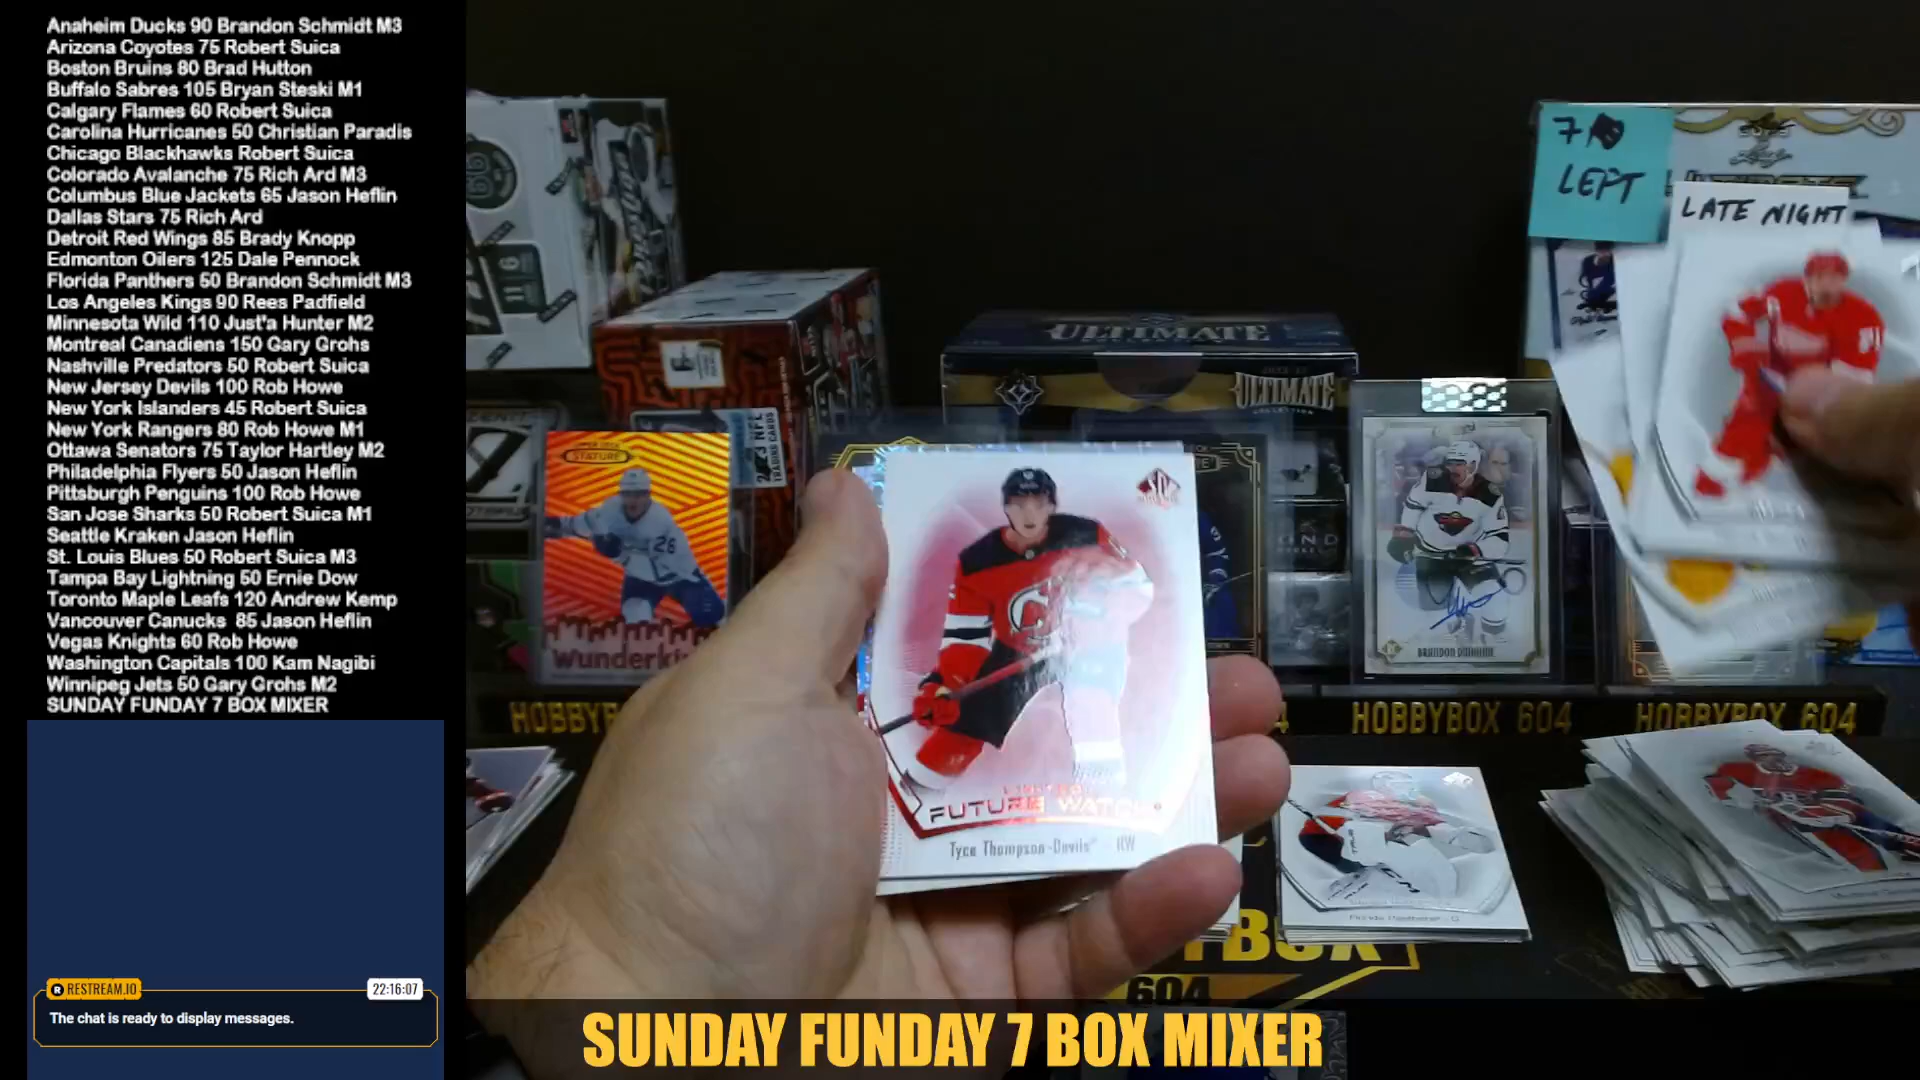 Anaheim Ducks 90 Brandon Schmidt M3
Arizona Coyotes 75 Robert Suica
Boston Bruins 80 Brad Hutton
Buffalo Sabres 105 Bryan Steski M1
Calgary Flames 60 Robert Suica
Carolina Hurricanes 50 Christian Paradis
Chicago Blackhawks Robert Suica
Colorado Avalanche 75 Rich Ard M3
Columbus Blue Jackets 65 Jason Heflin
Dallas Stars 75 Rich Ard
Detroit Red Wings 85 Brady Knopp
Edmonton Oilers 125 Dale Pennock
Florida Panthers 50 Brandon Schmidt M3
Los Angeles Kings 90 Rees Padfield
Minnesota Wild 110 Just'a Hunter M2
Montreal Canadiens 150 Gary Grohs
Nashville Predators 50 Robert Suica
New Jersey Devils 100 Rob Howe
New York Islanders 45 Robert Suica
New York Rangers 80 Rob Howe M1
Ottawa Senators 75 Taylor Hartley M2
Philadelphia Flyers 50 Jason Heflin
Pittsburgh Penguins 100 Rob Howe
San Jose Sharks 50 Robert Suica M1
Seattle Kraken Jason Heflin
St. Louis Blues 50 Robert Suica M3
Tampa Bay Lightning 50 Ernie Dow
Toronto Maple Leafs 120 Andrew Kemp
Vancouver Canucks 85 Jason Heflin
Vegas Knights 60 Rob Howe
Washington Capitals 100 Kam Nagibi
Winnipeg Jets 50 Gary Grohs M2
SUNDAY FUNDAY 7 BOX MIXER
RESTREAM.IO
22:16:07
The chat is ready to display messages.
7
LEFT
LATE NIGHT
ULTIMATE
ULTIMATE
COLLECTION
STATURE
26
Wunderki
FUTURE WATCH
Tyce Thompson-Devils - RW
HOBBYB
HOBBYBOX 604
HOBBYBOX 604
604
SUNDAY FUNDAY 7 BOX MIXER